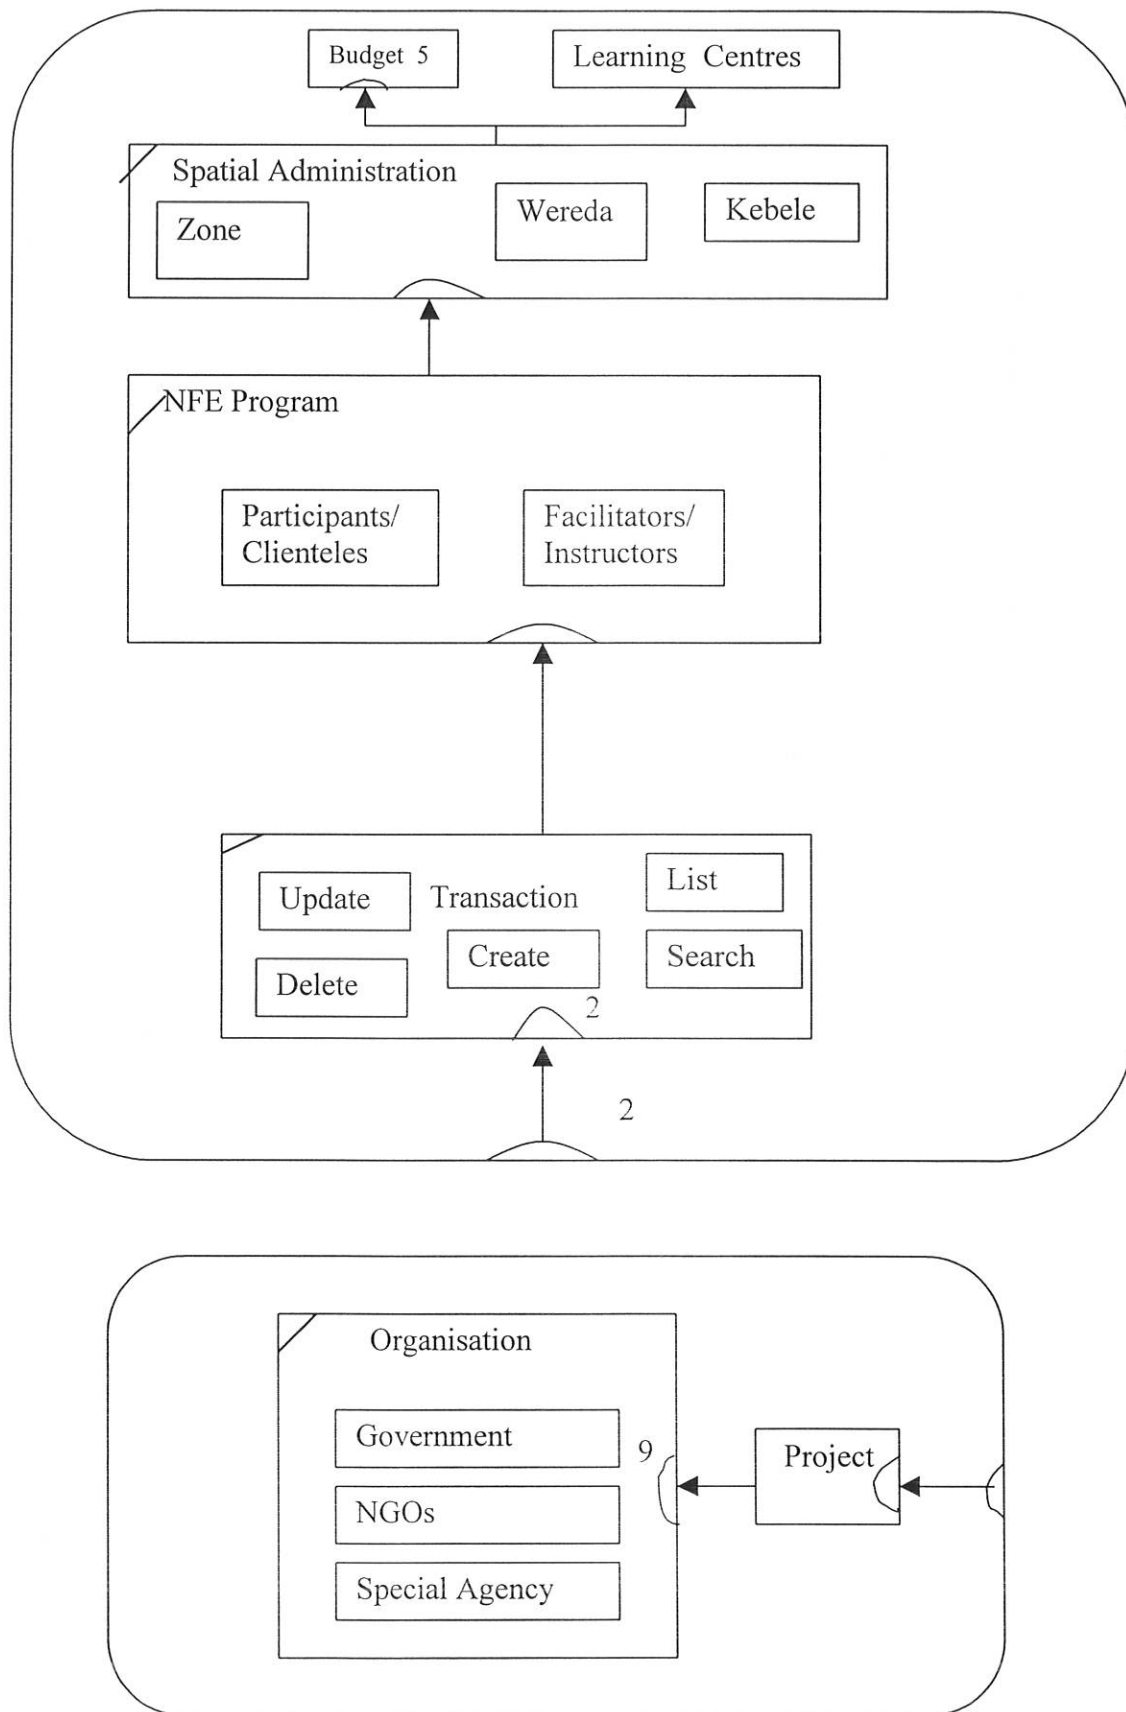 Budget 5
Learning Centres
Spatial Administration
Zone
Wereda
Kebele
NFE Program
Participants/
Clienteles
Facilitators/
Instructors
Update
Transaction
List
Create
Search
Delete
2
2
Organisation
Government
9
Project
NGOs
Special Agency